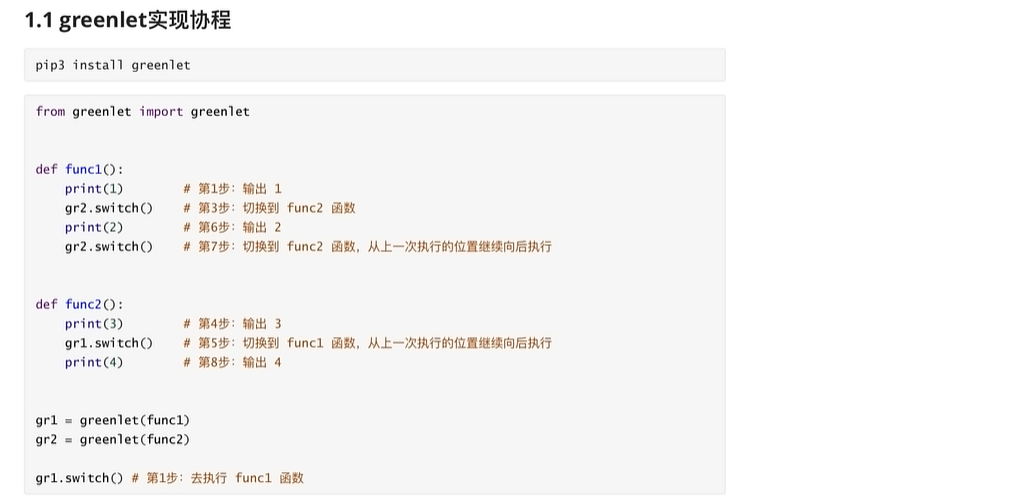 1.1 greenlet实现协程
pip3 install greenlet
from greenlet import greenlet
def func1():
    print(1)        # 第1步：输出 1
    gr2.switch()    # 第3步：切换到 func2 函数
    print(2)        # 第6步：输出 2
    gr2.switch()    # 第7步：切换到 func2 函数，从上一次执行的位置继续向后执行
def func2():
    print(3)        # 第4步：输出 3
    gr1.switch()    # 第5步：切换到 func1 函数，从上一次执行的位置继续向后执行
    print(4)        # 第8步：输出 4
gr1 = greenlet(func1)
gr2 = greenlet(func2)
gr1.switch() # 第1步：去执行 func1 函数